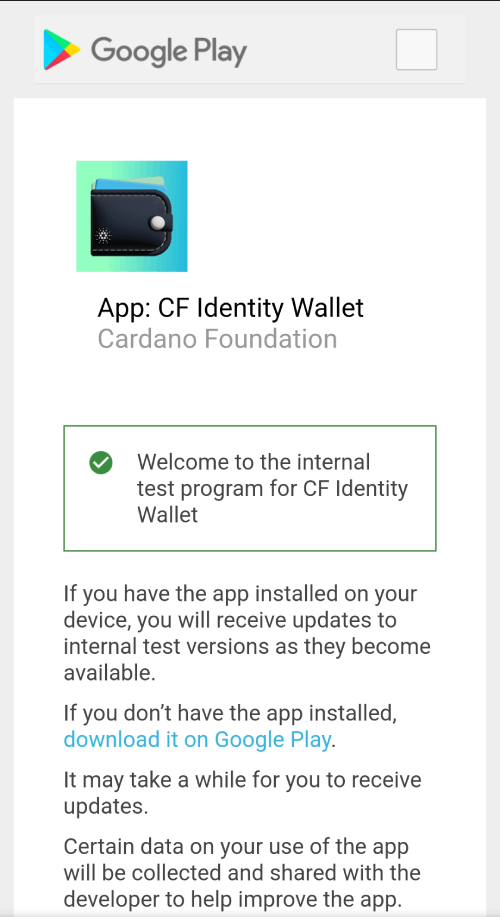 Google Play
App: CF Identity Wallet
Cardano Foundation
Welcome to the internal
test program for CF Identity
Wallet
If you have the app installed on your
device, you will receive updates to
internal test versions as they become
available.
If you don’t have the app installed,
download it on Google Play.
It may take a while for you to receive
updates.
Certain data on your use of the app
will be collected and shared with the
developer to help improve the app.